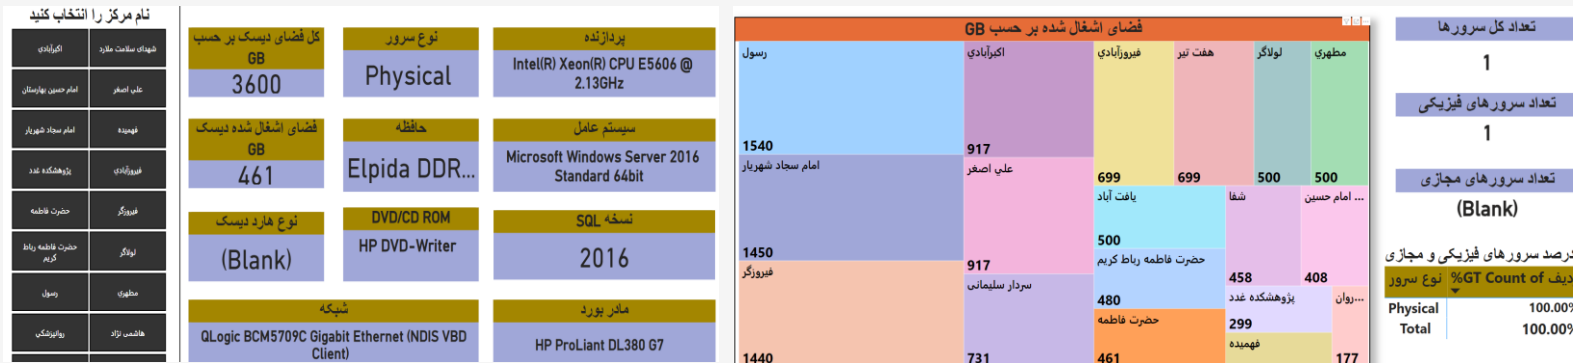 نام مرکز را انتخاب کنید
شهدای سلامت ملارد
اکبرآبادي
علی اصغر
امام حسین بهارستان
فهمیده
امام سجاد شهریار
فیروزآبادي
پژوهشکده غدد
فیروزگر
حضرت فاطمه
لولاگر
حضرت فاطمه رباط کریم
مطهري
رسول
هاشمی نژاد
روانپزشکی
کل فضای دیسک بر حسب
GB
3600
نوع سرور
Physical
پردازنده
Intel(R) Xeon(R) CPU E5606 @
2.13GHz
فضای اشغال شده دیسک
GB
461
حافظه
Elpida DDR...
سیستم عامل
Microsoft Windows Server 2016
Standard 64bit
نوع هارد دیسک
(Blank)
DVD/CD ROM
HP DVD-Writer
نسخه SQL
2016
شبکه
QLogic BCM5709C Gigabit Ethernet (NDIS VBD
Client)
مادر بورد
HP ProLiant DL380 G7
فضای اشغال شده بر حسب GB
رسول
1540
امام سجاد شهریار
1450
فیروزگر
1440
اکبرآبادي
917
علي اصغر
917
سردار سلیمانی
731
فیروزآبادي
699
هفت تیر
699
لولاگر
500
مطهري
500
یافت آباد
500
حضرت فاطمه رباط کریم
480
حضرت فاطمه
461
شفا
458
امام حسین ...
408
پژوهشکده غدد
299
روان...
177
فهمیده
تعداد کل سرورها
1
تعداد سرورهای فیزیکی
1
تعداد سرورهای مجازی
(Blank)
درصد سرورهای فیزیکی و مجازی
نوع سرور
%GT Count of ردیف
Physical 100.00%
Total 100.00%